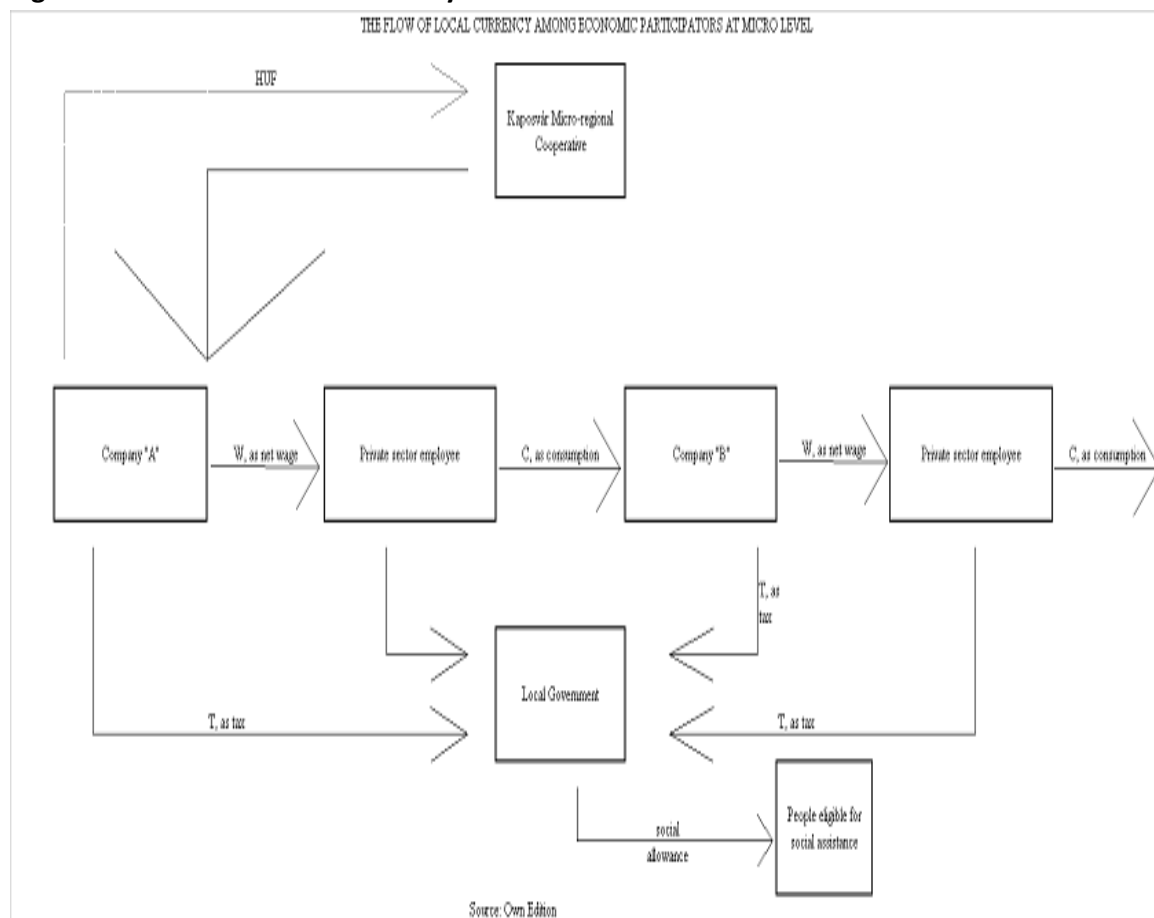 THE FLOW OF LOCAL CURRENCY AMONG ECONOMIC PARTICIPATORS AT MICRO LEVEL
HUF
Kaposvár Micro-regional
Cooperative
Company "A"
W, as net wage
Private sector employee
C, as consumption
Company "B"
W, as net wage
Private sector employee
C, as consumption
T, as
tax
Local Government
T, as tax
T, as tax
People eligible for
social assistance
social
allowance
Source: Own Edition